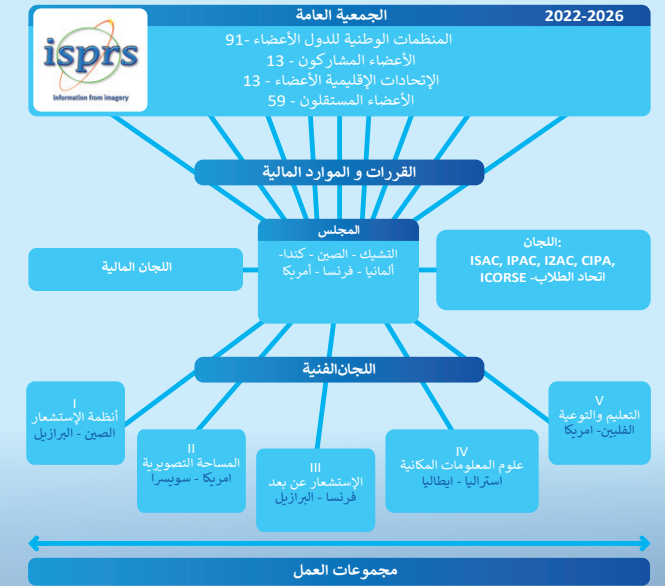 الجمعية العامة
2022-2026
isprs
information from imagery
المنظمات الوطنية للدول الأعضاء -91
الأعضاء المشاركون - 13
الإتحادات الإقليمية الأعضاء - 13
الأعضاء المستقلون - 59
القررات و الموارد المالية
المجلس
التشيك - الصين - كندا-
ألمانيا - فرنسا - أمريكا
اللجان:
ISAC, IPAC, I2AC, CIPA,
ICORSE -اتحاد الطلاب
اللجان المالية
اللجانالفنية
I
أنظمة الإستشعار
الصين - البرازيل
II
المساحة التصويرية
امريكا - سويسرا
III
الإستشعار عن بعد
فرنسا - البرازيل
IV
علوم المعلومات المكانية
استراليا - ايطاليا
V
التعليم والتوعية
الفلبين- امريكا
مجموعات العمل